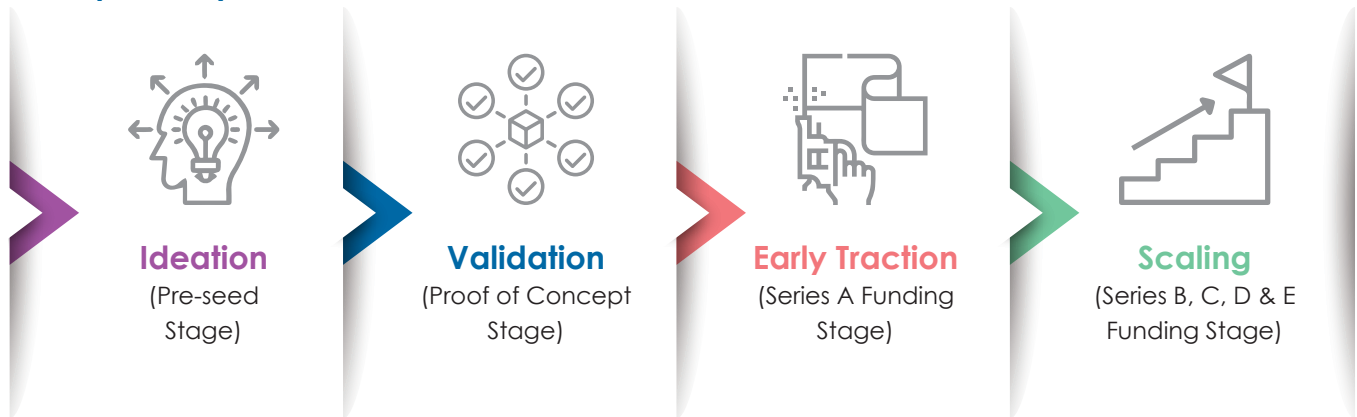 Ideation
(Pre-seed
Stage)
Validation
(Proof of Concept
Stage)
Early Traction
(Series A Funding
Stage)
Scaling
(Series B, C, D & E
Funding Stage)